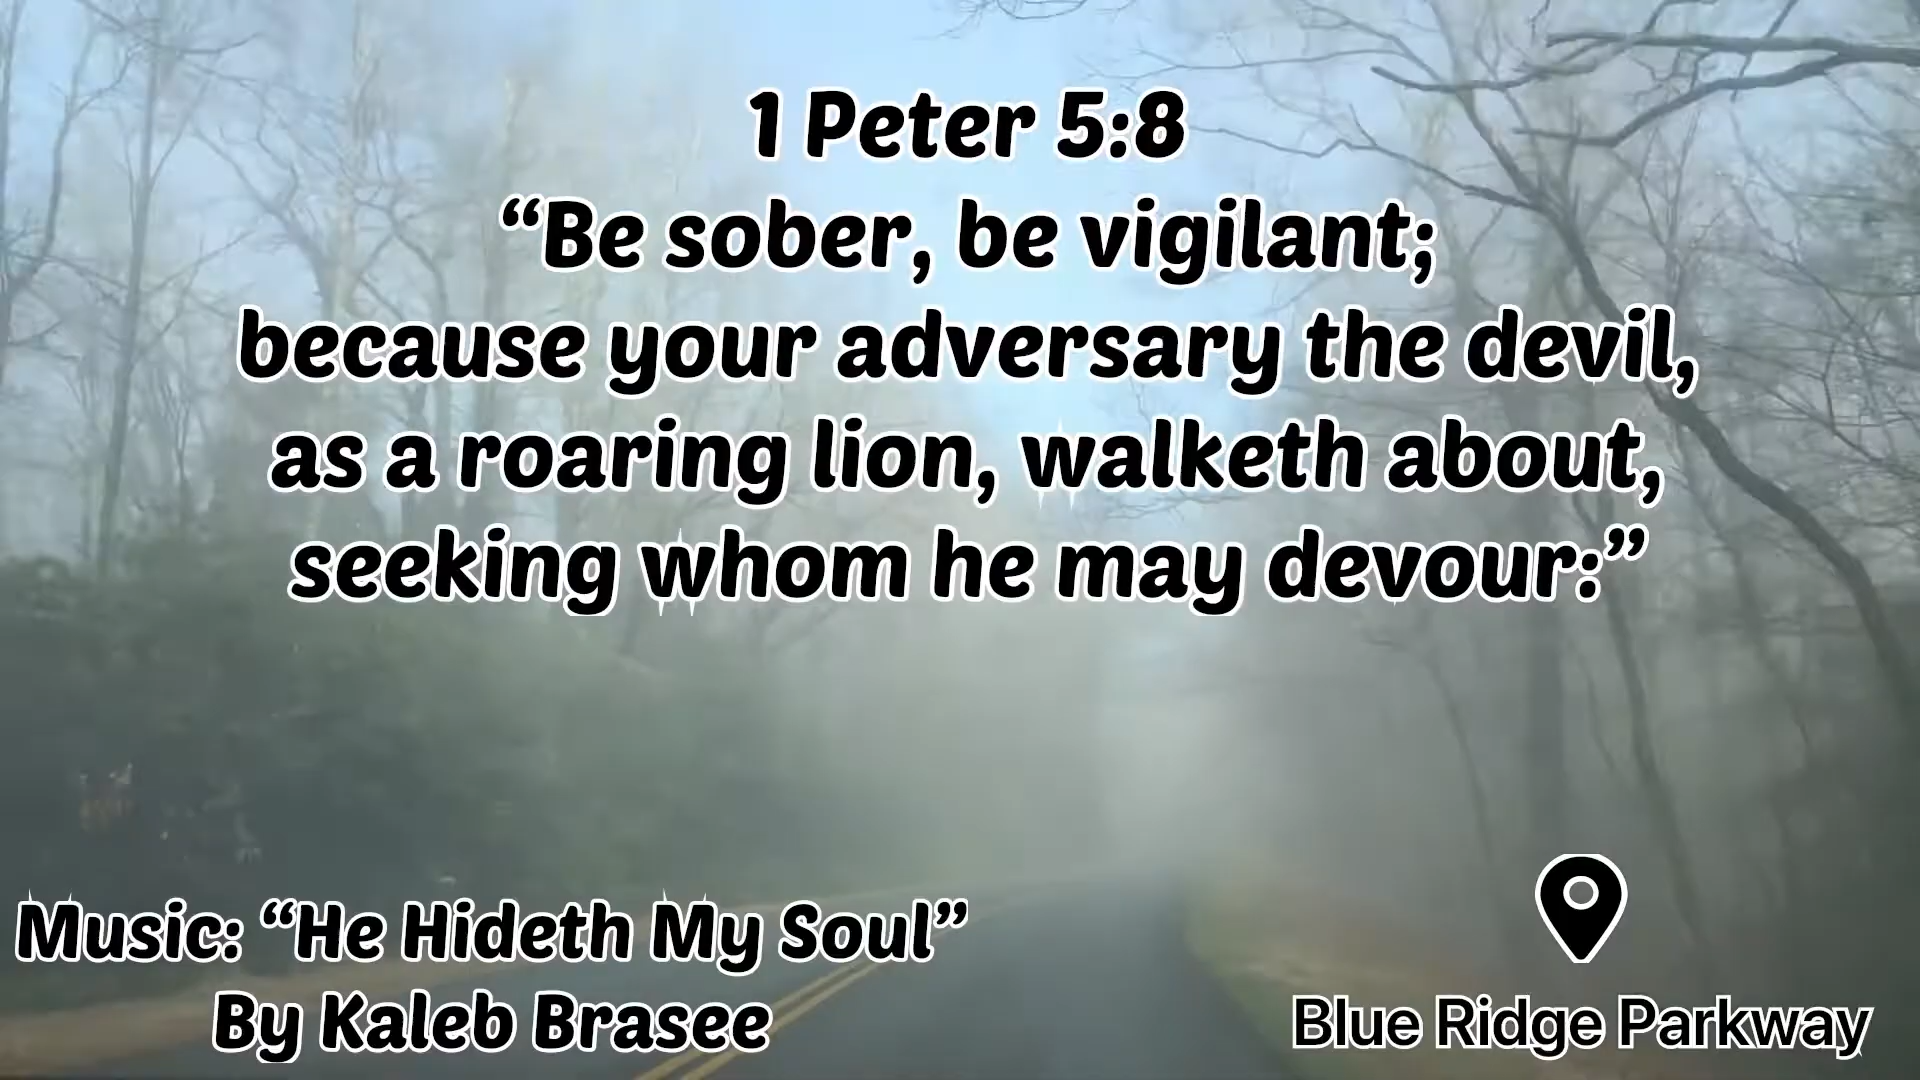 1 Peter 5:8
“Be sober, be vigilant;
because your adversary the devil,
as a roaring lion, walketh about,
seeking whom he may devour:”
Music: “He Hideth My Soul”
By Kaleb Brasee
Blue Ridge Parkway